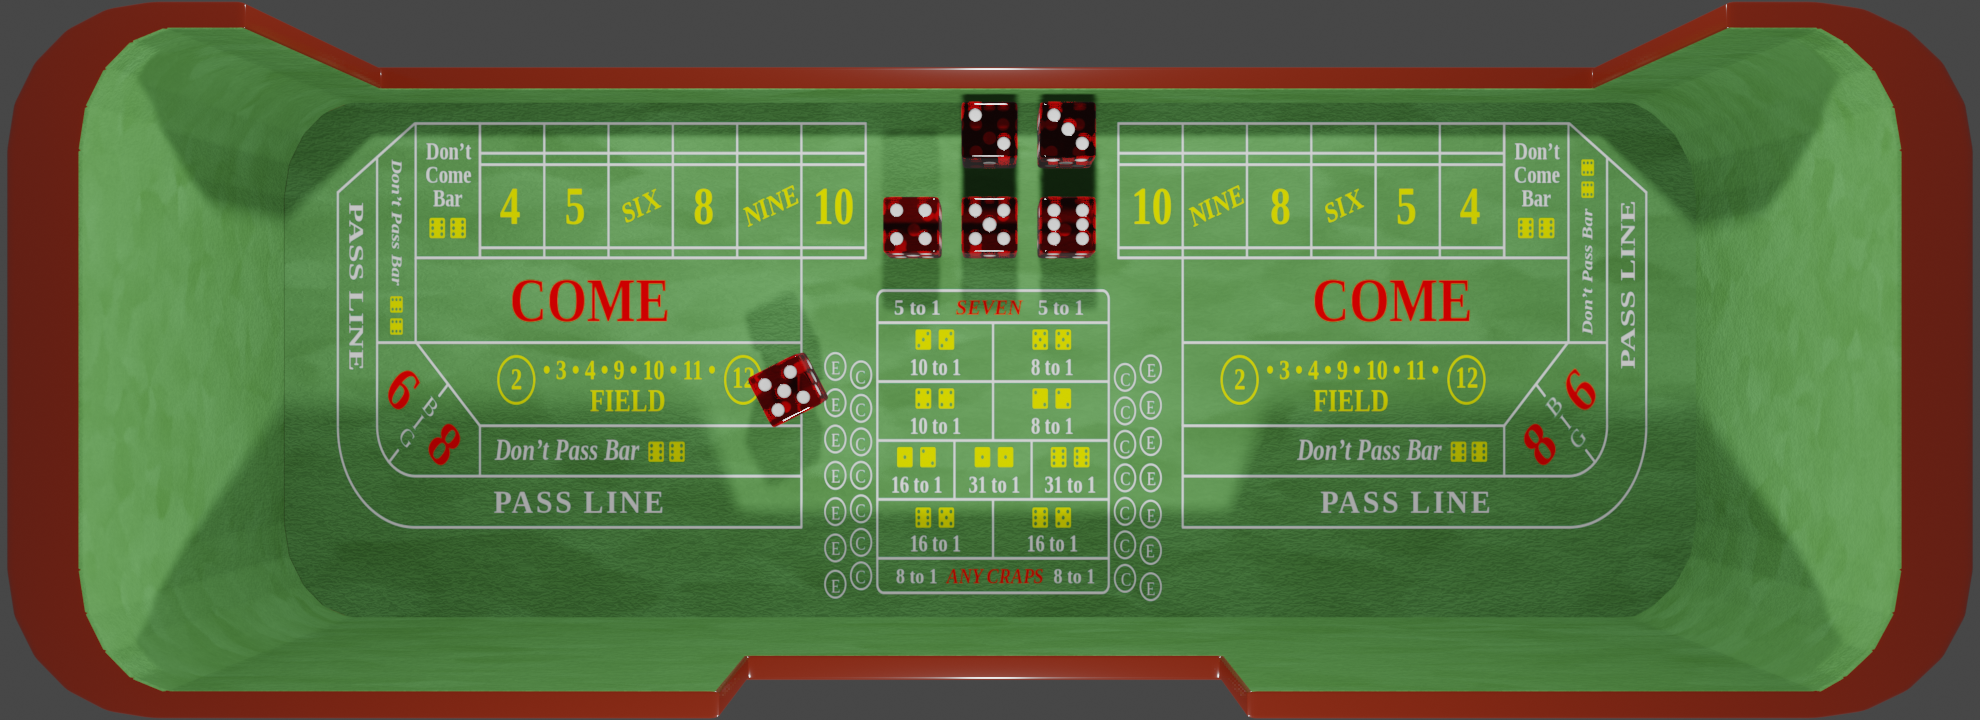 Don't
Come
Bar
4 5 SIX 8 NINE 10
Don't Pass Bar
PASS LINE
COME
2 • 3 • 4 • 9 • 10 • 11 • 12
FIELD
6
8
B
G
Don't Pass Bar
PASS LINE
E C
E C
E C
E C
E C
E C
E C
5 to 1 SEVEN 5 to 1
10 to 1 8 to 1
10 to 1 8 to 1
16 to 1 31 to 1 31 to 1
16 to 1 16 to 1
8 to 1 ANY CRAPS 8 to 1
C E
C E
C E
C E
C E
C E
C E
10 NINE 8 SIX 5 4
Don't
Come
Bar
Don't Pass Bar
PASS LINE
COME
2 • 3 • 4 • 9 • 10 • 11 • 12
FIELD
6
8
B
G
Don't Pass Bar
PASS LINE